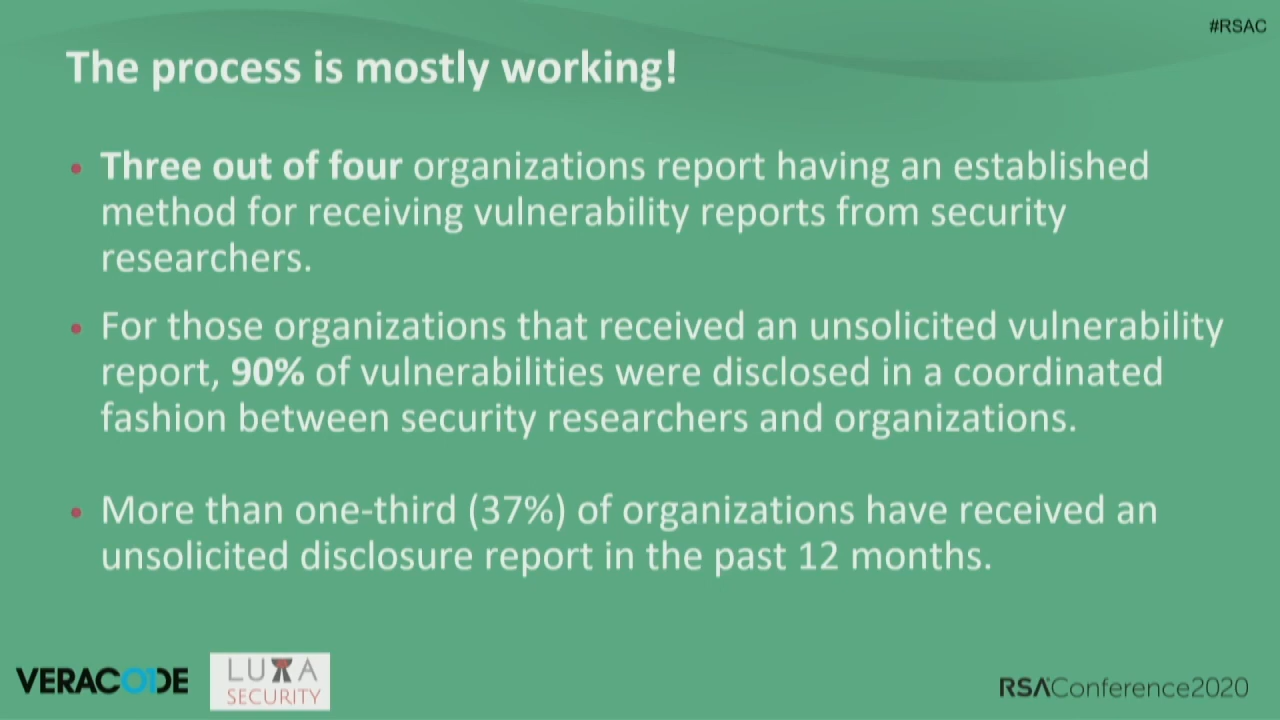 #RSAC
The process is mostly working!
• Three out of four organizations report having an established
method for receiving vulnerability reports from security
researchers.
• For those organizations that received an unsolicited vulnerability
report, 90% of vulnerabilities were disclosed in a coordinated
fashion between security researchers and organizations.
• More than one-third (37%) of organizations have received an
unsolicited disclosure report in the past 12 months.
VERACODE
LUTA
SECURITY
RSAConference2020